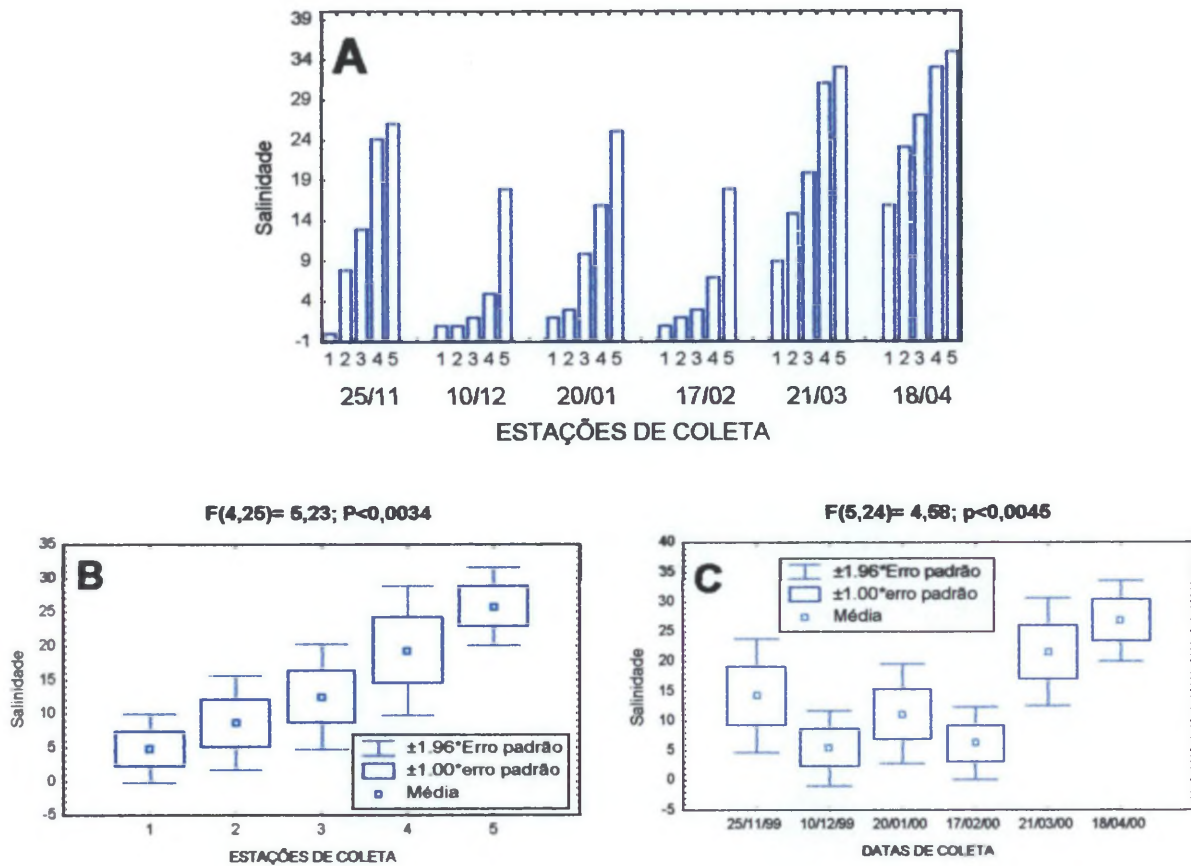 A
39
34
29
24
19
14
9
4
-1
Salinidade
1 2 3 4 5 1 2 3 4 5 1 2 3 4 5 1 2 3 4 5 1 2 3 4 5 1 2 3 4 5
25/11 10/12 20/01 17/02 21/03 18/04
ESTAÇÕES DE COLETA
F(4,25)= 5,23; P<0,0034
B
35
30
25
20
15
10
5
0
-5
Salinidade
±1.96*Erro padrão
±1.00*erro padrão
Média
1 2 3 4 5
ESTAÇÕES DE COLETA
F(5,24)= 4,58; p<0,0045
C
40
35
30
25
20
15
10
5
0
-5
Salinidade
±1.96*Erro padrão
±1.00*erro padrão
Média
25/11/99 10/12/99 20/01/00 17/02/00 21/03/00 18/04/00
DATAS DE COLETA